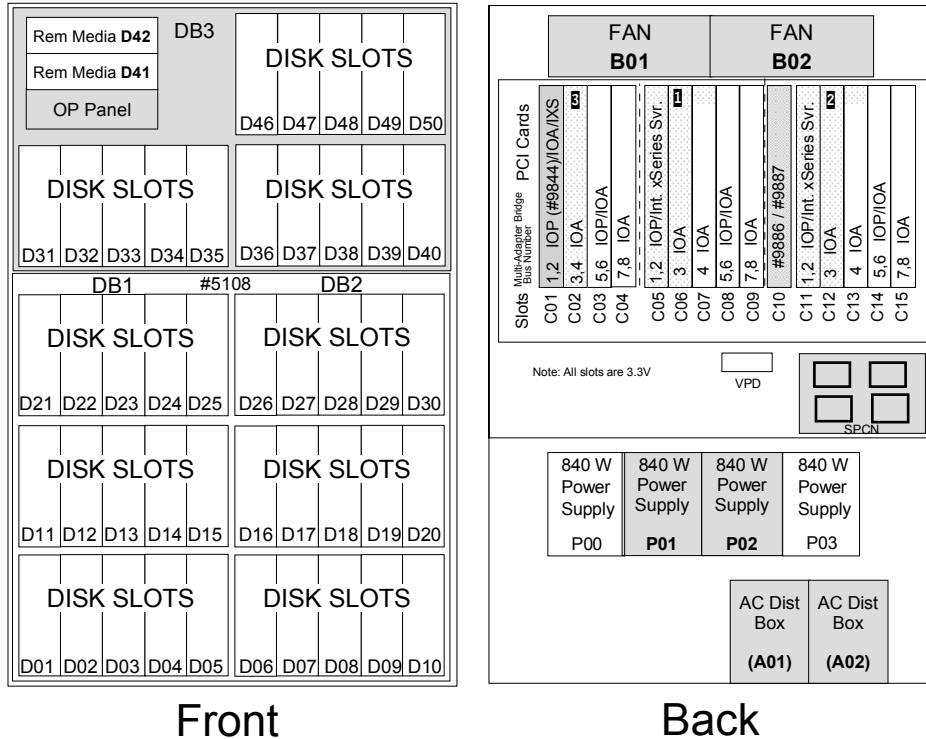 Rem Media D42
Rem Media D41
OP Panel
DB3
DISK SLOTS
D46 D47 D48 D49 D50
DISK SLOTS
D31 D32 D33 D34 D35
DISK SLOTS
D36 D37 D38 D39 D40
DB1 #5108 DB2
DISK SLOTS
D21 D22 D23 D24 D25
DISK SLOTS
D26 D27 D28 D29 D30
DISK SLOTS
D11 D12 D13 D14 D15
DISK SLOTS
D16 D17 D18 D19 D20
DISK SLOTS
D01 D02 D03 D04 D05
DISK SLOTS
D06 D07 D08 D09 D10
Front
FAN
B01
FAN
B02
Slots
Multi-Adapter Bridge
Bus Number
PCI Cards
C01 1,2 IOP (#9844)/IOA/IXS
C02 3,4 IOA 3
C03 5,6 IOP/IOA
C04 7,8 IOA
C05 1,2 IOP/Int. xSeries Svr.
C06 3 IOA 1
C07 4 IOA
C08 5,6 IOP/IOA
C09 7,8 IOA
C10 #9886 / #9887
C11 1,2 IOP/Int. xSeries Svr.
C12 3 IOA 2
C13 4 IOA
C14 5,6 IOP/IOA
C15 7,8 IOA
Note: All slots are 3.3V
VPD
SPCN
840 W
Power
Supply
P00
840 W
Power
Supply
P01
840 W
Power
Supply
P02
840 W
Power
Supply
P03
AC Dist
Box
(A01)
AC Dist
Box
(A02)
Back